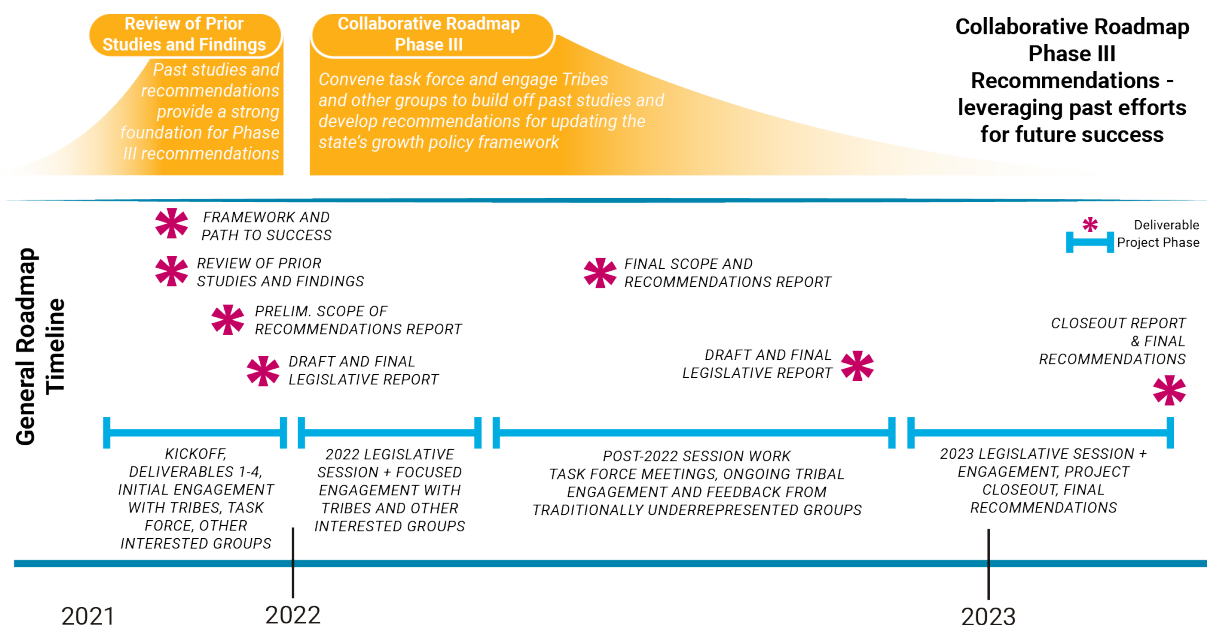 Review of Prior
Studies and Findings
Past studies and
recommendations
provide a strong
foundation for Phase
III recommendations
Collaborative Roadmap
Phase III
Convene task force and engage Tribes
and other groups to build off past studies and
develop recommendations for updating the
state's growth policy framework
Collaborative Roadmap
Phase III
Recommendations -
leveraging past efforts
for future success
General Roadmap
Timeline
FRAMEWORK AND
PATH TO SUCCESS
REVIEW OF PRIOR
STUDIES AND FINDINGS
PRELIM. SCOPE OF
RECOMMENDATIONS REPORT
DRAFT AND FINAL
LEGISLATIVE REPORT
FINAL SCOPE AND
RECOMMENDATIONS REPORT
DRAFT AND FINAL
LEGISLATIVE REPORT
Deliverable
Project Phase
CLOSEOUT REPORT
& FINAL
RECOMMENDATIONS
KICKOFF,
DELIVERABLES 1-4,
INITIAL ENGAGEMENT
WITH TRIBES, TASK
FORCE, OTHER
INTERESTED GROUPS
2022 LEGISLATIVE
SESSION + FOCUSED
ENGAGEMENT WITH
TRIBES AND OTHER
INTERESTED GROUPS
POST-2022 SESSION WORK
TASK FORCE MEETINGS, ONGOING TRIBAL
ENGAGEMENT AND FEEDBACK FROM
TRADITIONALLY UNDERREPRESENTED GROUPS
2023 LEGISLATIVE SESSION +
ENGAGEMENT, PROJECT
CLOSEOUT, FINAL
RECOMMENDATIONS
2021
2022
2023